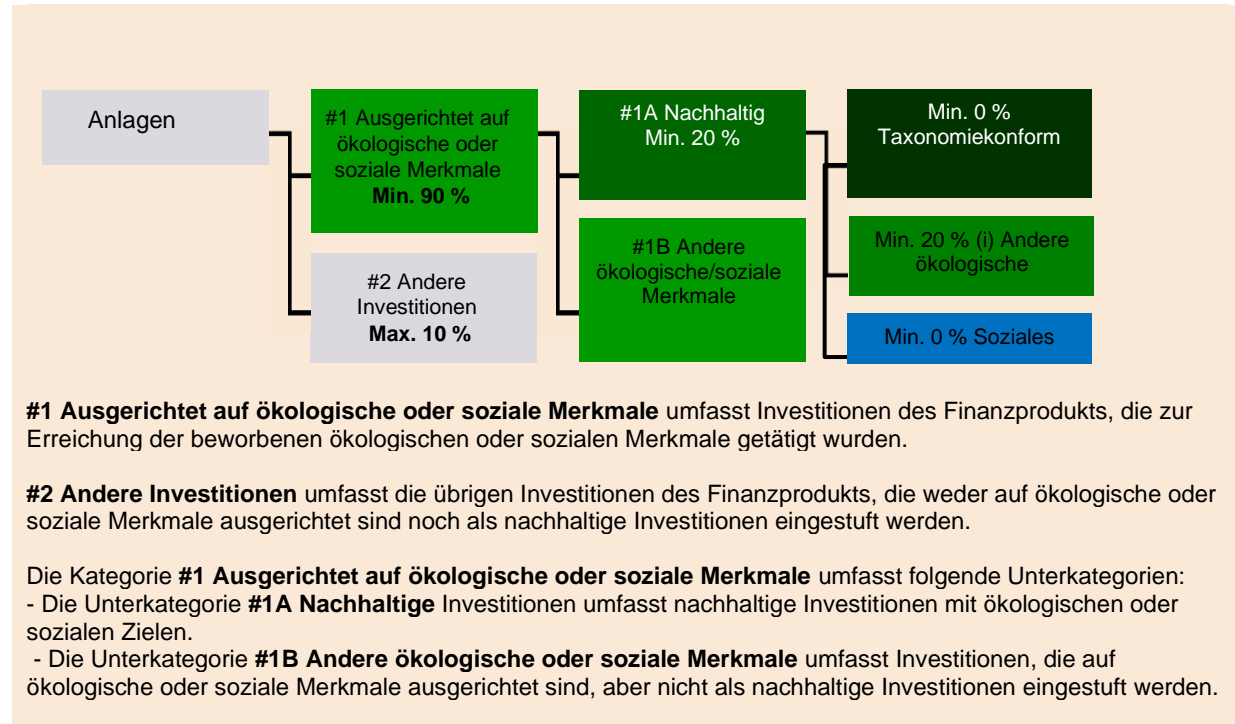 Anlagen
#1 Ausgerichtet auf
ökologische oder
soziale Merkmale
Min. 90 %
#2 Andere
Investitionen
Max. 10 %
#1A Nachhaltig
Min. 20 %
#1B Andere
ökologische/soziale
Merkmale
Min. 0 %
Taxonomiekonform
Min. 20 % (i) Andere
ökologische
Min. 0 % Soziales
#1 Ausgerichtet auf ökologische oder soziale Merkmale umfasst Investitionen des Finanzprodukts, die zur
Erreichung der beworbenen ökologischen oder sozialen Merkmale getätigt wurden.
#2 Andere Investitionen umfasst die übrigen Investitionen des Finanzprodukts, die weder auf ökologische oder
soziale Merkmale ausgerichtet sind noch als nachhaltige Investitionen eingestuft werden.
Die Kategorie #1 Ausgerichtet auf ökologische oder soziale Merkmale umfasst folgende Unterkategorien:
- Die Unterkategorie #1A Nachhaltige Investitionen umfasst nachhaltige Investitionen mit ökologischen oder
sozialen Zielen.
- Die Unterkategorie #1B Andere ökologische oder soziale Merkmale umfasst Investitionen, die auf
ökologische oder soziale Merkmale ausgerichtet sind, aber nicht als nachhaltige Investitionen eingestuft werden.